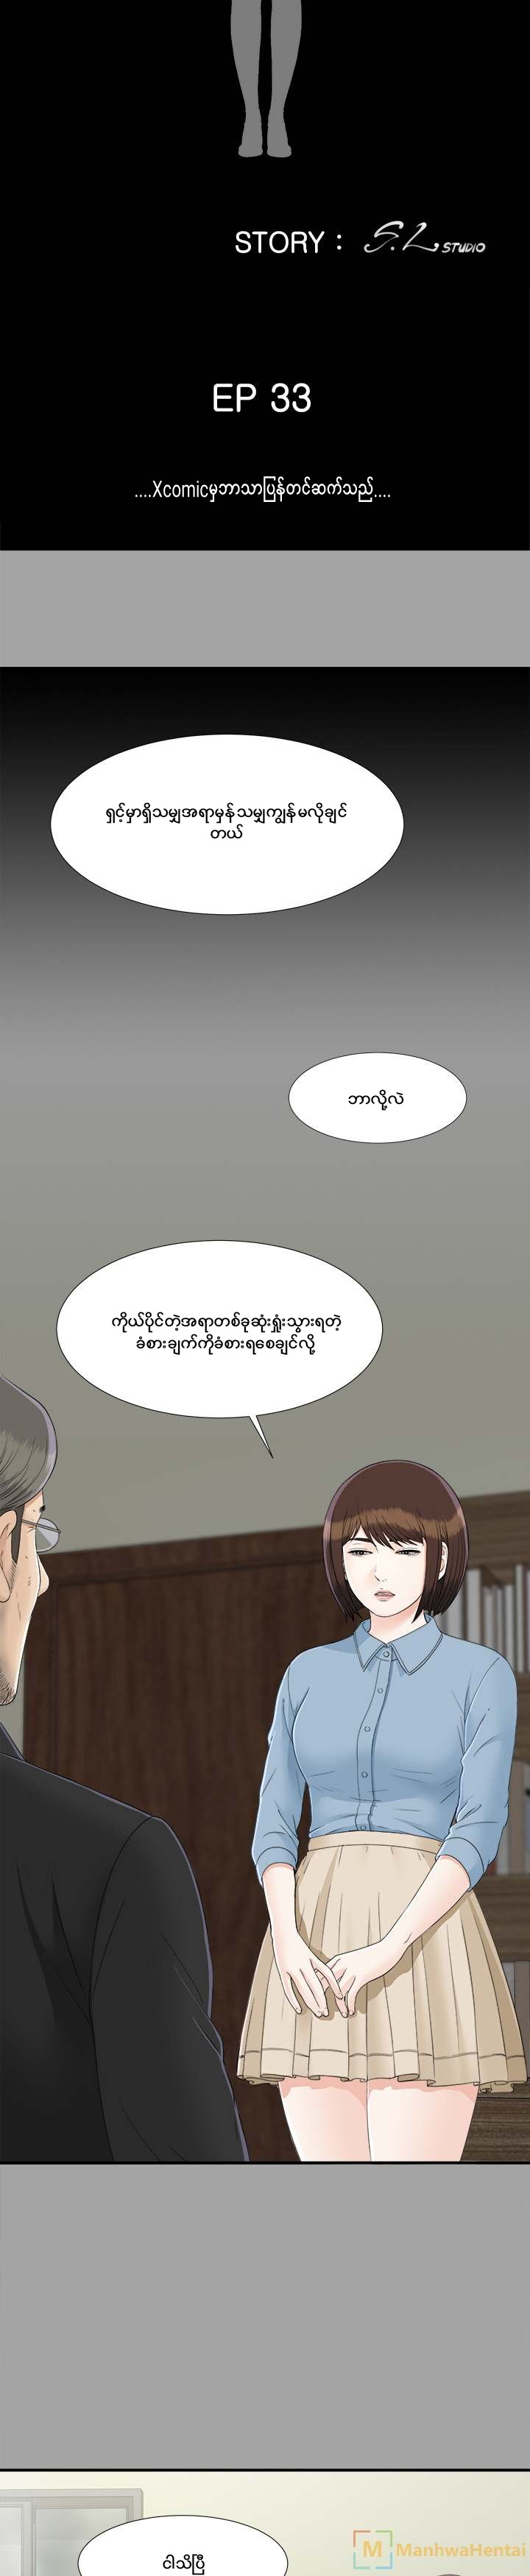 STORY : S.L STUDIO
EP 33
....Xcomicမှဘာသာပြန်တင်ဆက်သည်....
ရှင့်မှာရှိသမျှအရာမှန်သမျှကျွန်မလိုချင်
တယ်
ဘာလို့လဲ
ကိုယ်ပိုင်တဲ့အရာတစ်ခုဆုံးရှုံးသွားရတဲ့
ခံစားချက်ကိုခံစားရစေချင်လို့
ငါသိပြီ
M ManhwaHentai